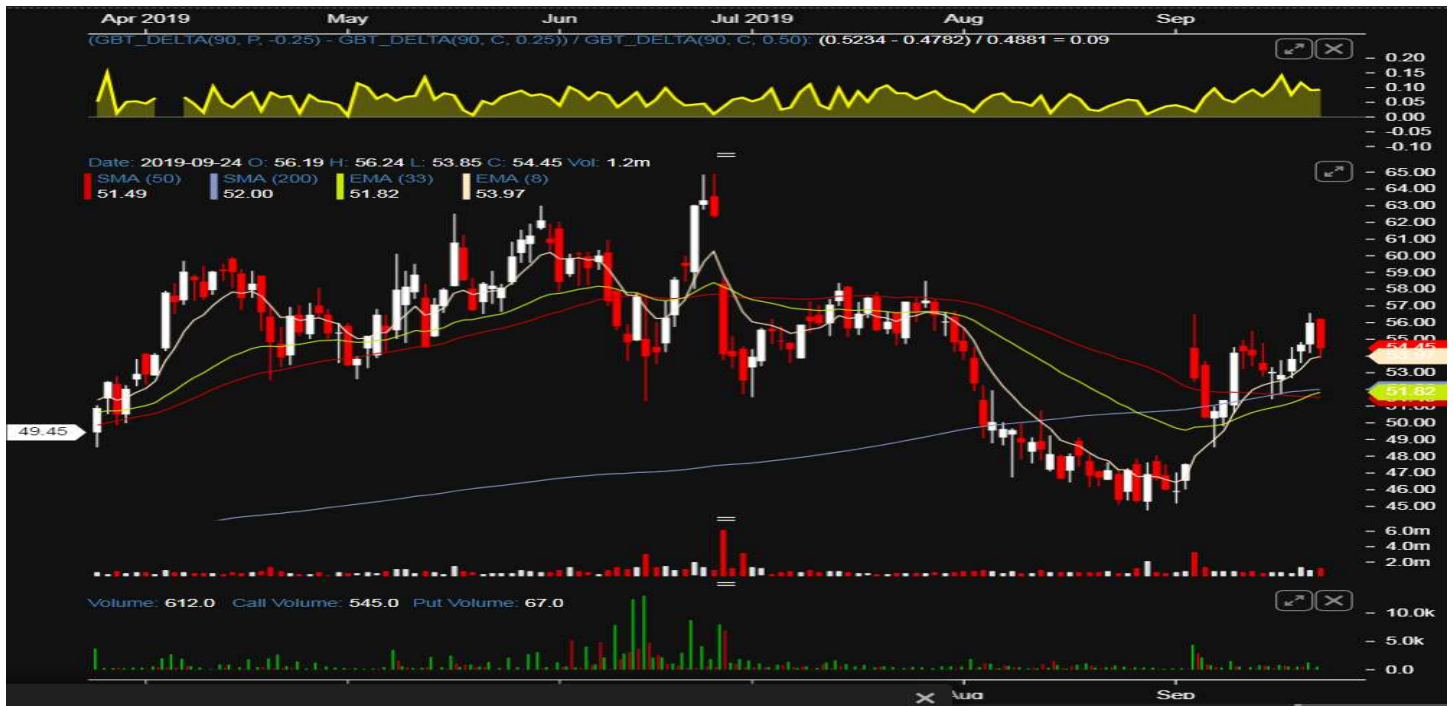 Apr 2019 May Jun Jul 2019 Aug Sep
(GBT_DELTA(90, P, -0.25) - GBT_DELTA(90, C, 0.25)) / GBT_DELTA(90, C, 0.50): (0.5234 - 0.4782) / 0.4881 = 0.09
0.20
0.15
0.10
0.05
0.00
-0.05
-0.10
Date: 2019-09-24 O: 56.19 H: 56.24 L: 53.85 C: 54.45 Vol: 1.2m
SMA (50) SMA (200) EMA (33) EMA (8)
51.49 52.00 51.82 53.97
65.00
64.00
63.00
62.00
61.00
60.00
59.00
58.00
57.00
56.00
55.00
54.45
53.97
53.00
51.82
51.00
50.00
49.45
49.00
48.00
47.00
46.00
45.00
6.0m
4.0m
2.0m
Volume: 612.0 Call Volume: 545.0 Put Volume: 67.0
10.0k
5.0k
0.0
Aug Sep